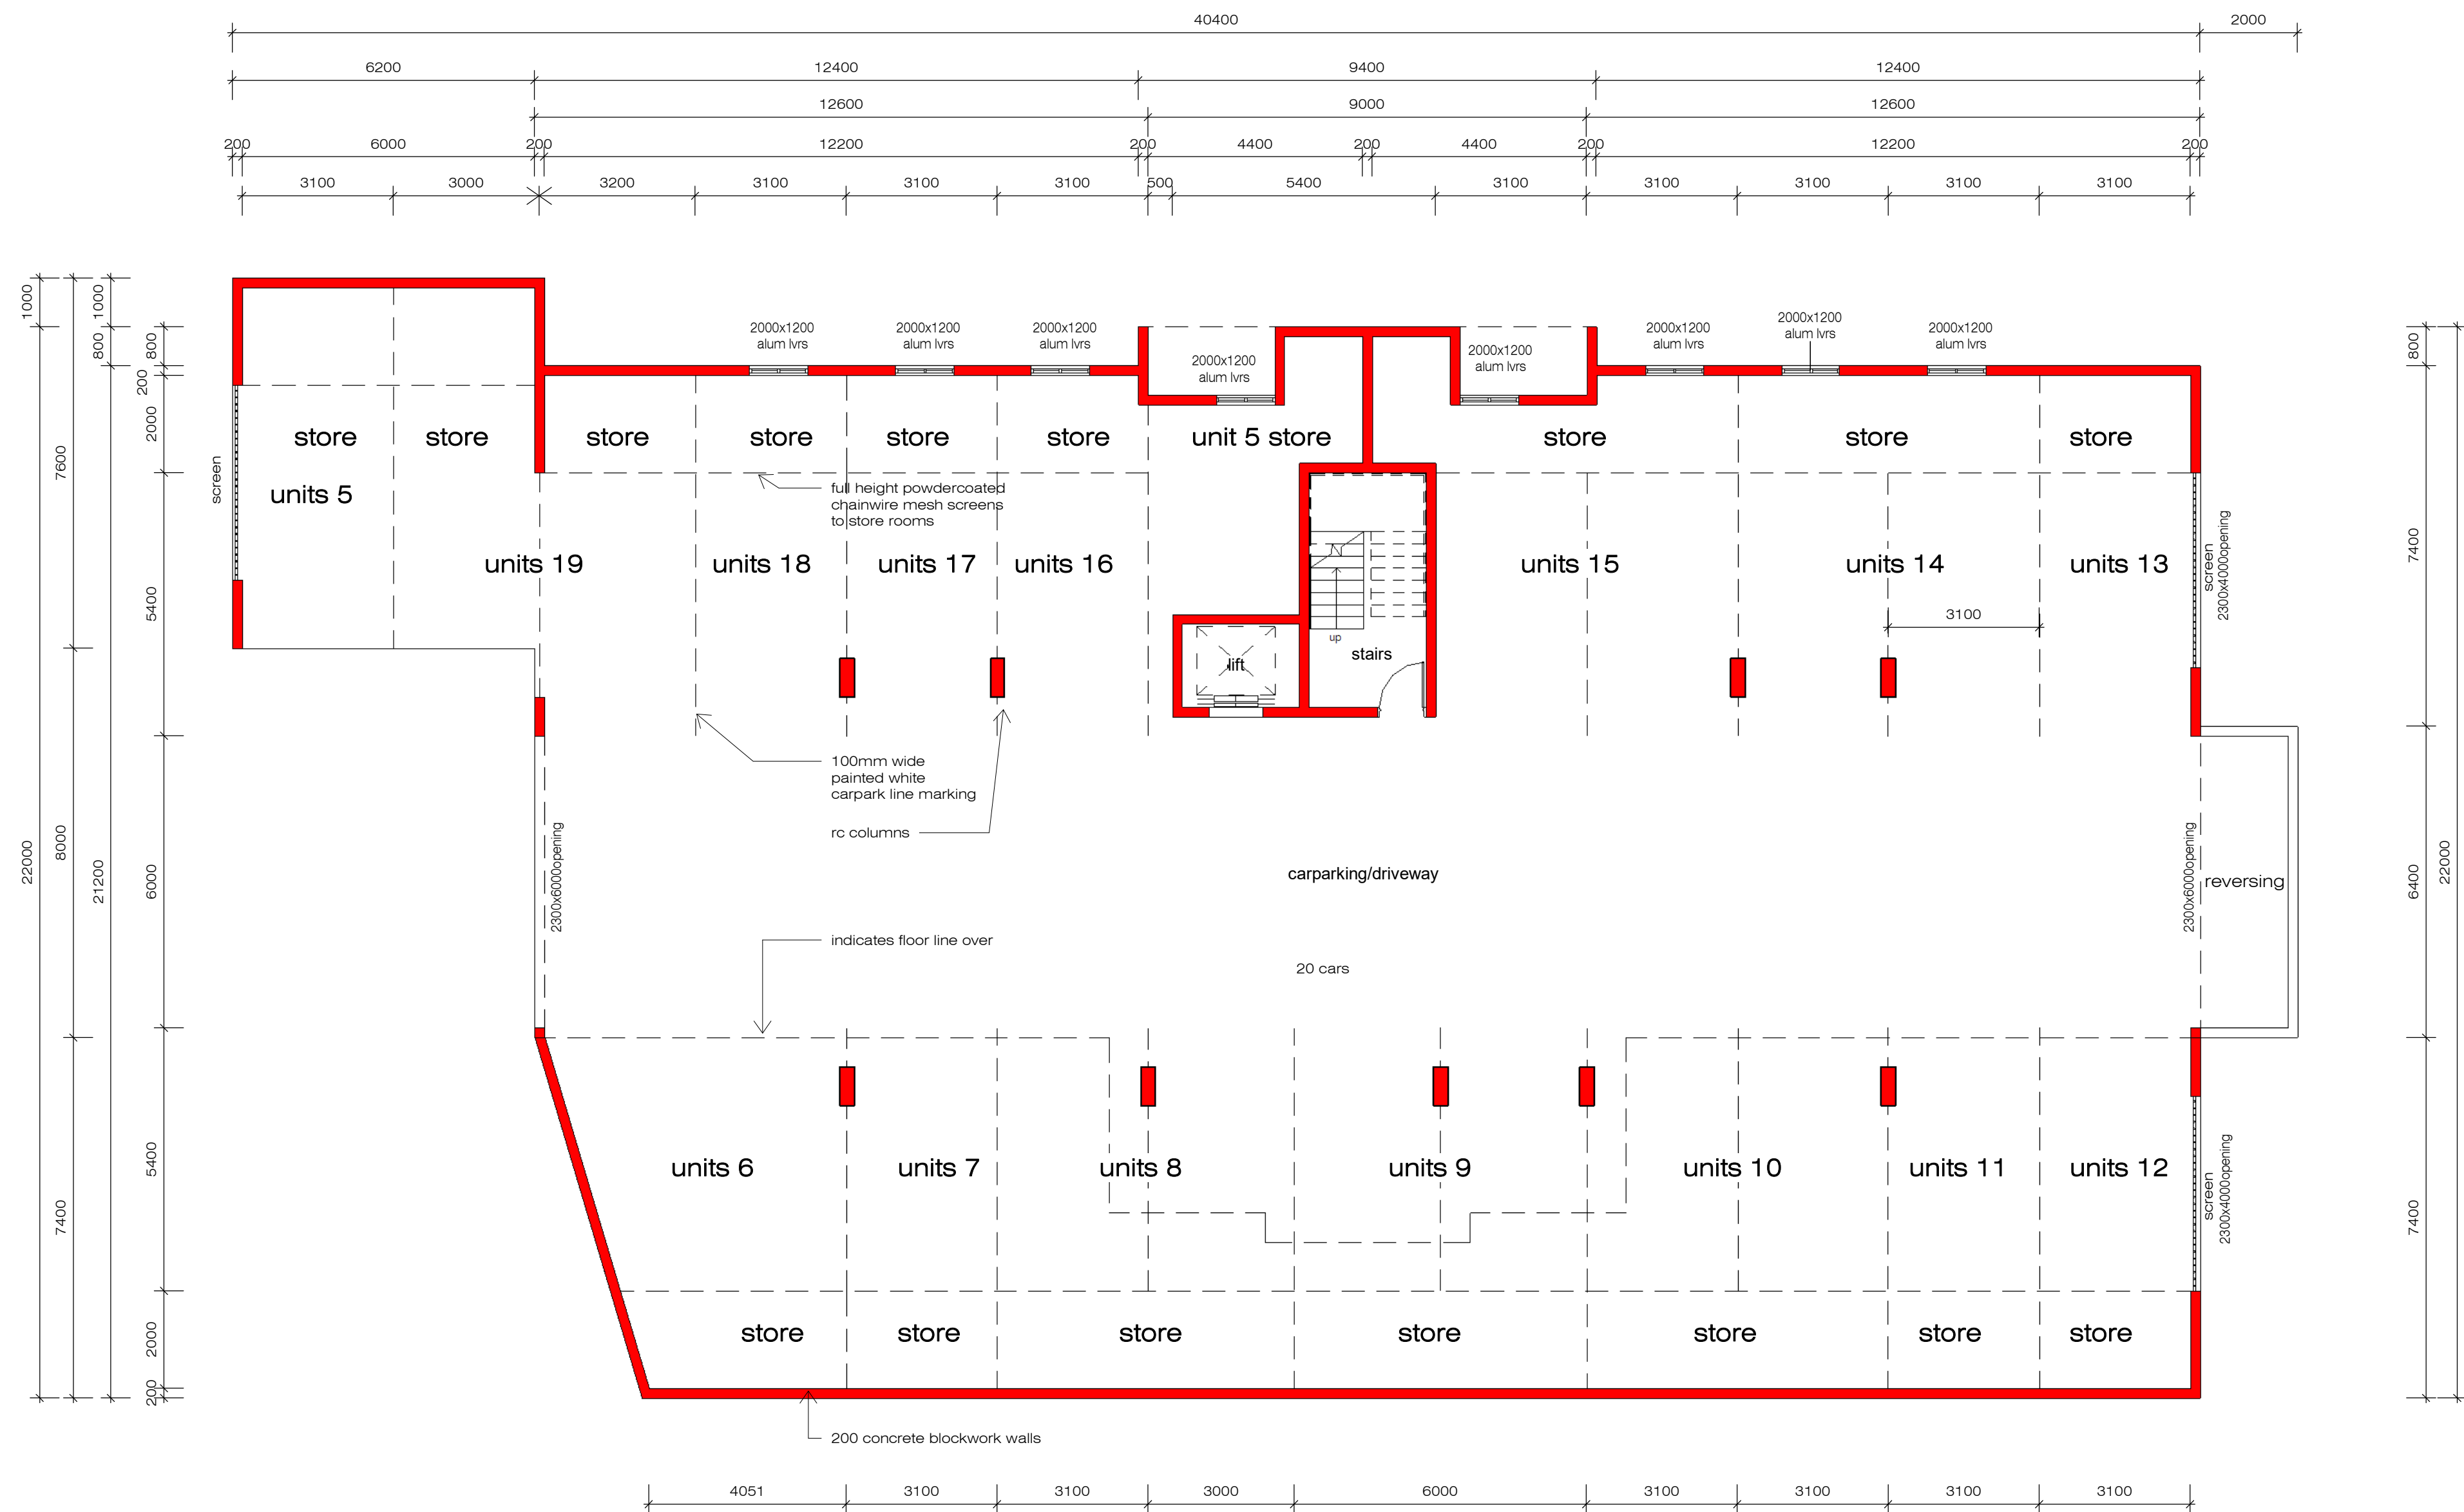 40400 2000
6200 12400 9400 12400
12600 9000 12600
200 6000 200 12200 200 4400 200 4400 200 12200 200
3100 3000 3200 3100 3100 3100 500 5400 3100 3100 3100 3100 3100
1000 1000 800 800 200 2000
7600 5400
22000 8000 21200 6000
5400 7400 2000 200
800 7400 6400 22000 7400
2000x1200
alum lvrs
2000x1200
alum lvrs
2000x1200
alum lvrs
2000x1200
alum lvrs
2000x1200
alum lvrs
2000x1200
alum lvrs
2000x1200
alum lvrs
2000x1200
alum lvrs
store store store store store store unit 5 store store store store
screen
units 5
full height powdercoated
chainwire mesh screens
to store rooms
units 19 units 18 units 17 units 16 units 15 units 14 units 13
screen
2300x4000opening
3100
up
stairs
lift
100mm wide
painted white
carpark line marking
rc columns
2300x6000opening
carparking/driveway
2300x6000opening
reversing
indicates floor line over
20 cars
units 6 units 7 units 8 units 9 units 10 units 11 units 12
screen
2300x4000opening
store store store store store store store
200 concrete blockwork walls
4051 3100 3100 3000 6000 3100 3100 3100 3100